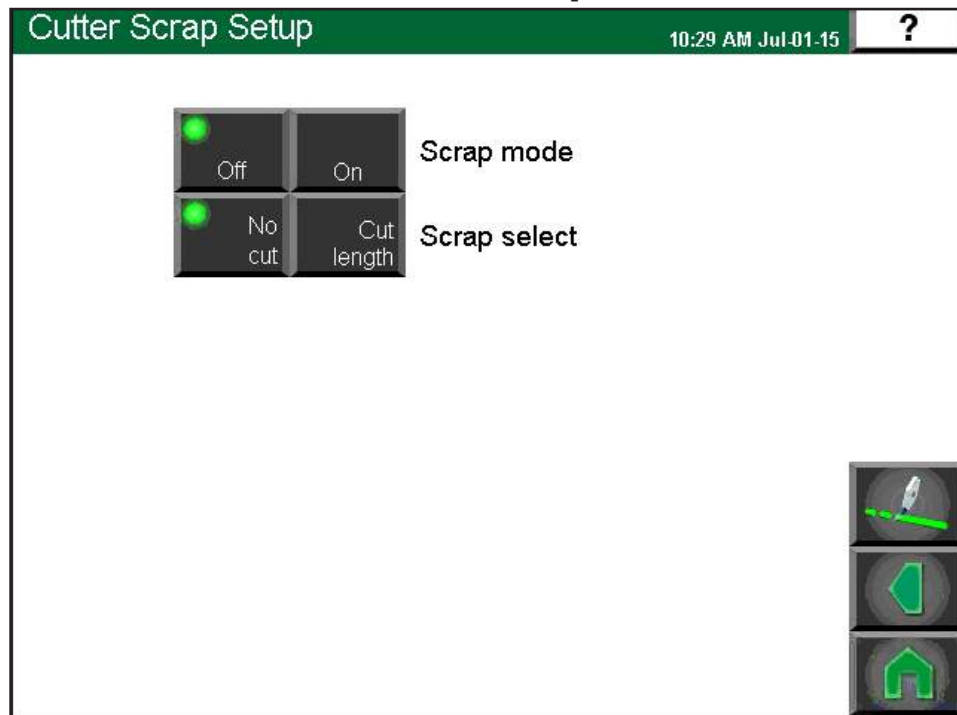 Cutter Scrap Setup
10:29 AM Jul-01-15
?
Off
On
Scrap mode
No
cut
Cut
length
Scrap select